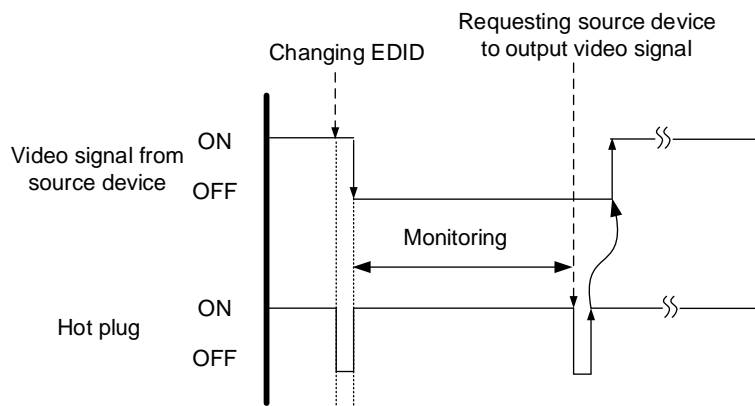 Requesting source device
to output video signal
Changing EDID
Video signal from
source device
ON
OFF
Monitoring
Hot plug
ON
OFF